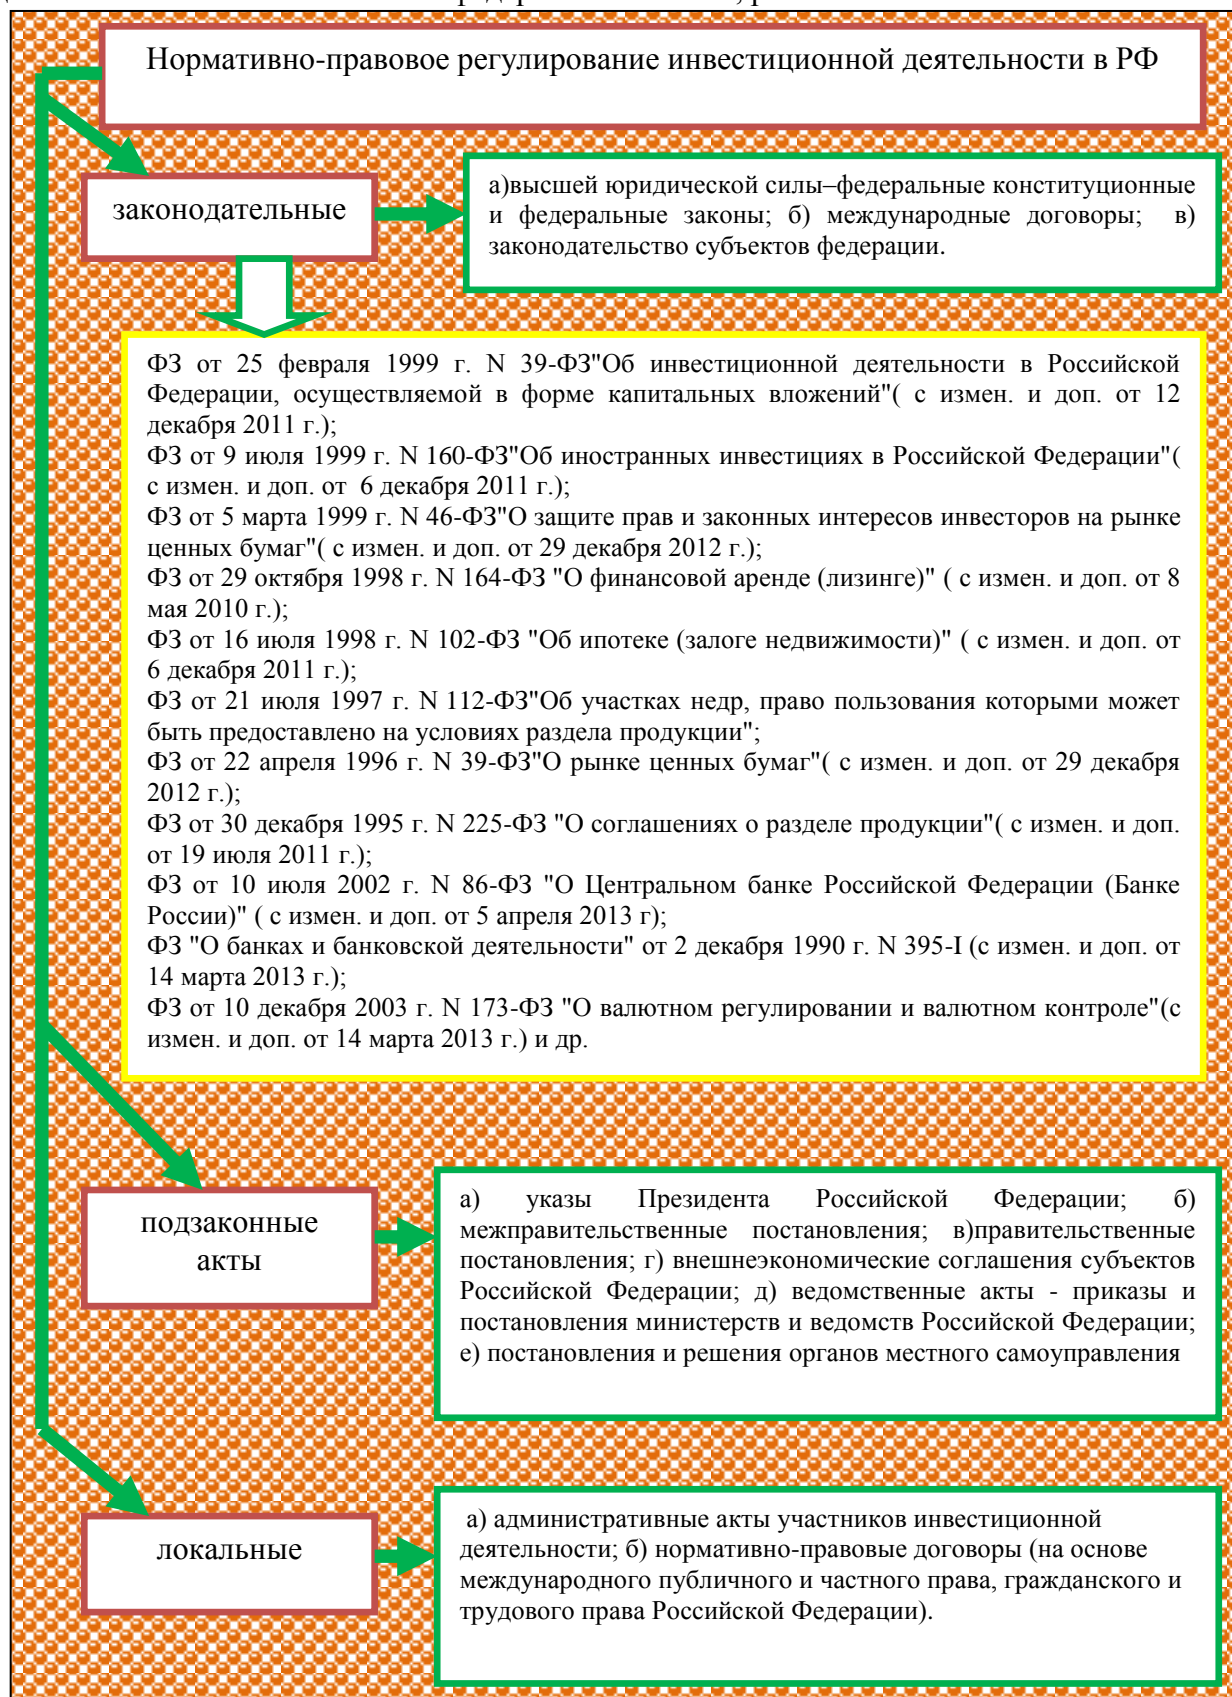 Нормативно-правовое регулирование инвестиционной деятельности в РФ
законодательные
а)высшей юридической силы–федеральные конституционные
и федеральные законы; б) международные договоры; в)
законодательство субъектов федерации.
ФЗ от 25 февраля 1999 г. N 39-ФЗ"Об инвестиционной деятельности в Российской
Федерации, осуществляемой в форме капитальных вложений"( с измен. и доп. от 12
декабря 2011 г.);
ФЗ от 9 июля 1999 г. N 160-ФЗ"Об иностранных инвестициях в Российской Федерации"(
с измен. и доп. от 6 декабря 2011 г.);
ФЗ от 5 марта 1999 г. N 46-ФЗ"О защите прав и законных интересов инвесторов на рынке
ценных бумаг"( с измен. и доп. от 29 декабря 2012 г.);
ФЗ от 29 октября 1998 г. N 164-ФЗ "О финансовой аренде (лизинге)" ( с измен. и доп. от 8
мая 2010 г.);
ФЗ от 16 июля 1998 г. N 102-ФЗ "Об ипотеке (залоге недвижимости)" ( с измен. и доп. от
6 декабря 2011 г.);
ФЗ от 21 июля 1997 г. N 112-ФЗ"Об участках недр, право пользования которыми может
быть предоставлено на условиях раздела продукции";
ФЗ от 22 апреля 1996 г. N 39-ФЗ"О рынке ценных бумаг"( с измен. и доп. от 29 декабря
2012 г.);
ФЗ от 30 декабря 1995 г. N 225-ФЗ "О соглашениях о разделе продукции"( с измен. и доп.
от 19 июля 2011 г.);
ФЗ от 10 июля 2002 г. N 86-ФЗ "О Центральном банке Российской Федерации (Банке
России)" ( с измен. и доп. от 5 апреля 2013 г);
ФЗ "О банках и банковской деятельности" от 2 декабря 1990 г. N 395-I (с измен. и доп. от
14 марта 2013 г.);
ФЗ от 10 декабря 2003 г. N 173-ФЗ "О валютном регулировании и валютном контроле"(с
измен. и доп. от 14 марта 2013 г.) и др.
подзаконные
акты
а) указы Президента Российской Федерации; б)
межправительственные постановления; в)правительственные
постановления; г) внешнеэкономические соглашения субъектов
Российской Федерации; д) ведомственные акты - приказы и
постановления министерств и ведомств Российской Федерации;
е) постановления и решения органов местного самоуправления
локальные
а) административные акты участников инвестиционной
деятельности; б) нормативно-правовые договоры (на основе
международного публичного и частного права, гражданского и
трудового права Российской Федерации).